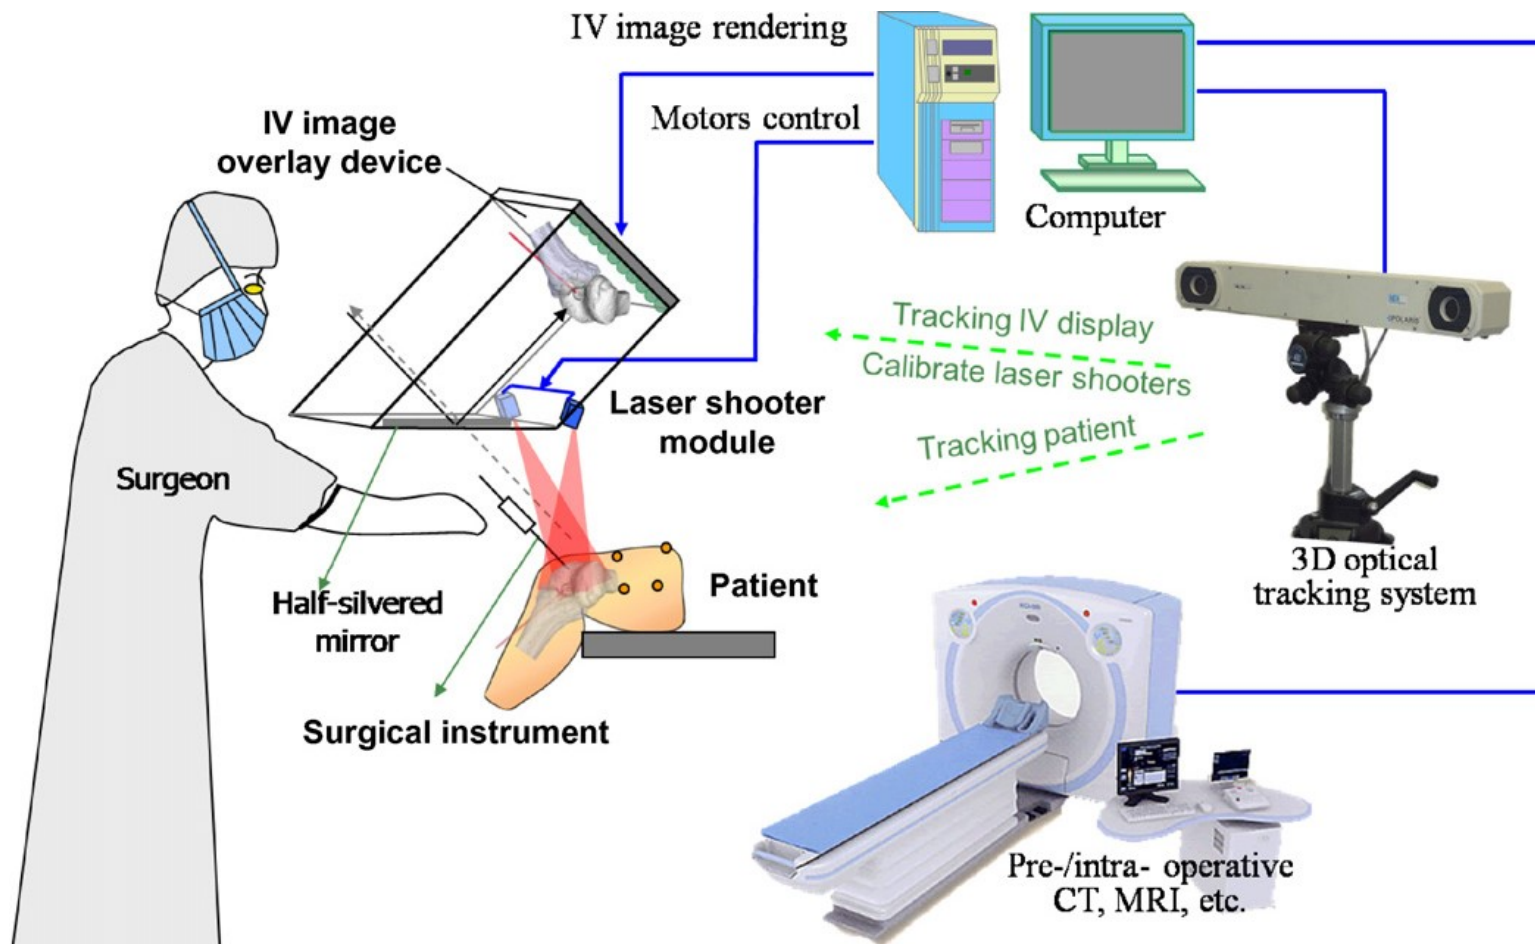 IV image rendering
Motors control
IV image
overlay device
Computer
Tracking IV display
Calibrate laser shooters
Tracking patient
Laser shooter
module
Surgeon
Half-silvered
mirror
Patient
Surgical instrument
POLARIS
3D optical
tracking system
Pre-/intra- operative
CT, MRI, etc.